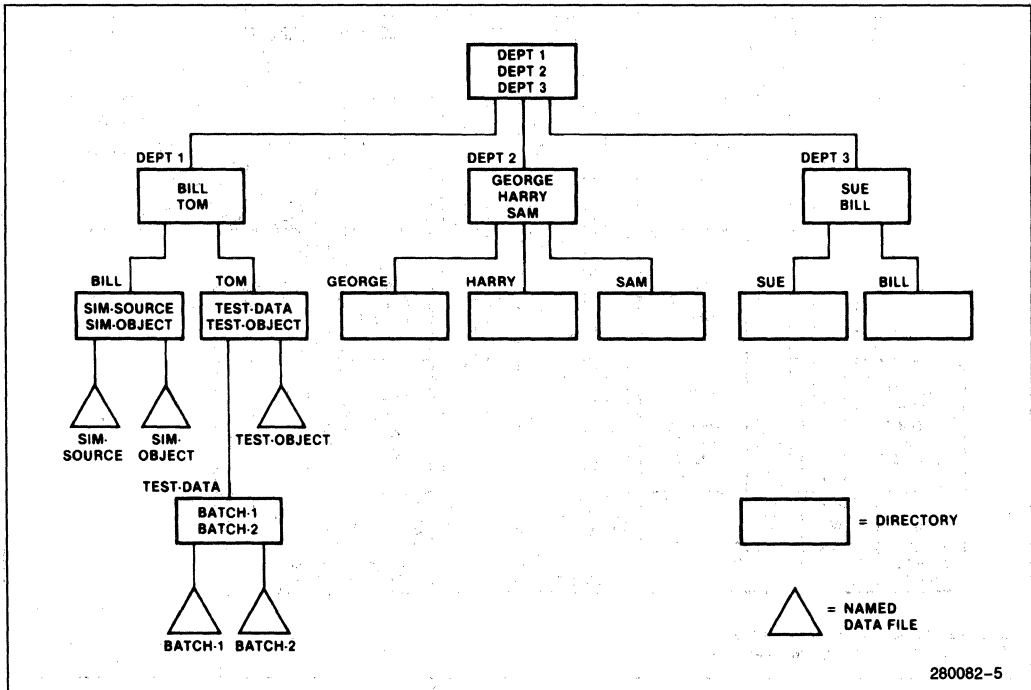 DEPT 1
DEPT 2
DEPT 3
DEPT 1
DEPT 2
DEPT 3
BILL
TOM
GEORGE
HARRY
SAM
SUE
BILL
BILL
TOM
GEORGE
HARRY
SAM
SUE
BILL
SIM-SOURCE
SIM-OBJECT
TEST-DATA
TEST-OBJECT
SIM-
SOURCE
SIM-
OBJECT
TEST-OBJECT
TEST-DATA
BATCH-1
BATCH-2
= DIRECTORY
BATCH-1
BATCH-2
= NAMED
DATA FILE
280082-5